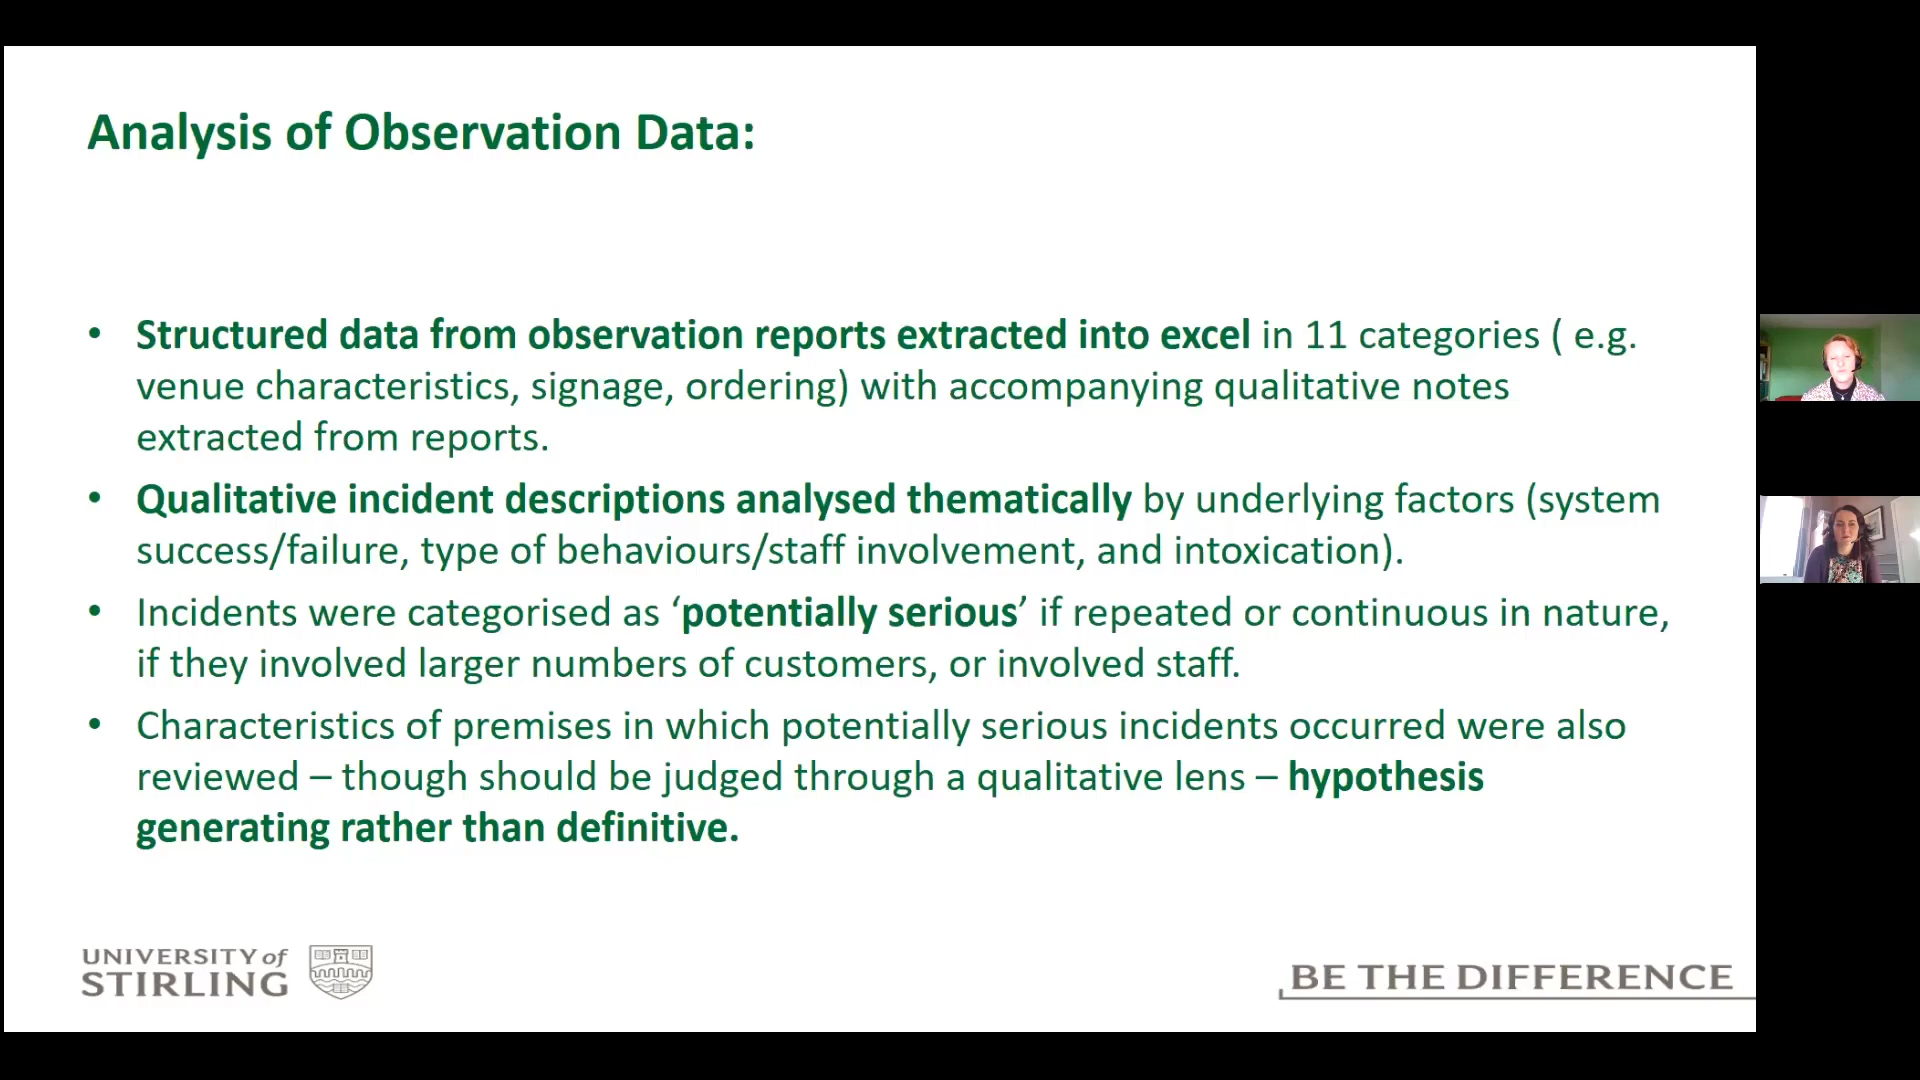 Analysis of Observation Data:
• Structured data from observation reports extracted into excel in 11 categories ( e.g.
venue characteristics, signage, ordering) with accompanying qualitative notes
extracted from reports.
• Qualitative incident descriptions analysed thematically by underlying factors (system
success/failure, type of behaviours/staff involvement, and intoxication).
• Incidents were categorised as ‘potentially serious’ if repeated or continuous in nature,
if they involved larger numbers of customers, or involved staff.
• Characteristics of premises in which potentially serious incidents occurred were also
reviewed – though should be judged through a qualitative lens – hypothesis
generating rather than definitive.
UNIVERSITY of
STIRLING
BE THE DIFFERENCE